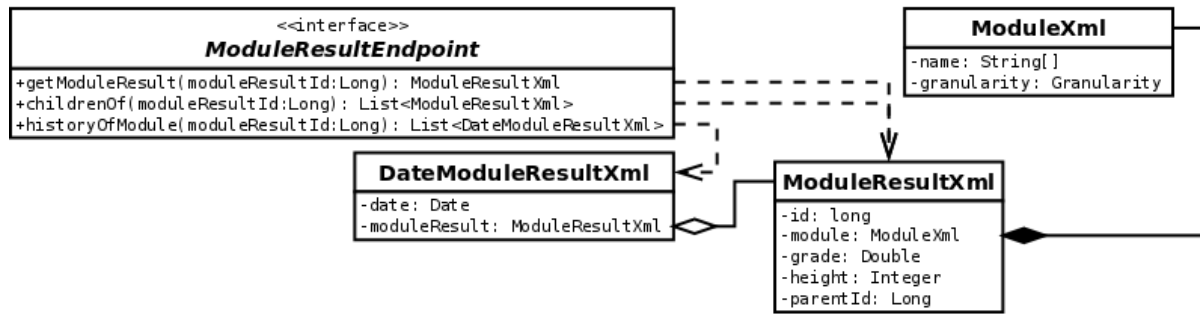 <<interface>>
ModuleResultEndpoint
+getModuleResult(moduleResultId:Long): ModuleResultXml
+childrenOf(moduleResultId:Long): List<ModuleResultXml>
+historyOfModule(moduleResultId:Long): List<DateModuleResultXml>
ModuleXml
-name: String[]
-granularity: Granularity
DateModuleResultXml
-date: Date
-moduleResult: ModuleResultXml
ModuleResultXml
-id: long
-module: ModuleXml
-grade: Double
-height: Integer
-parentId: Long